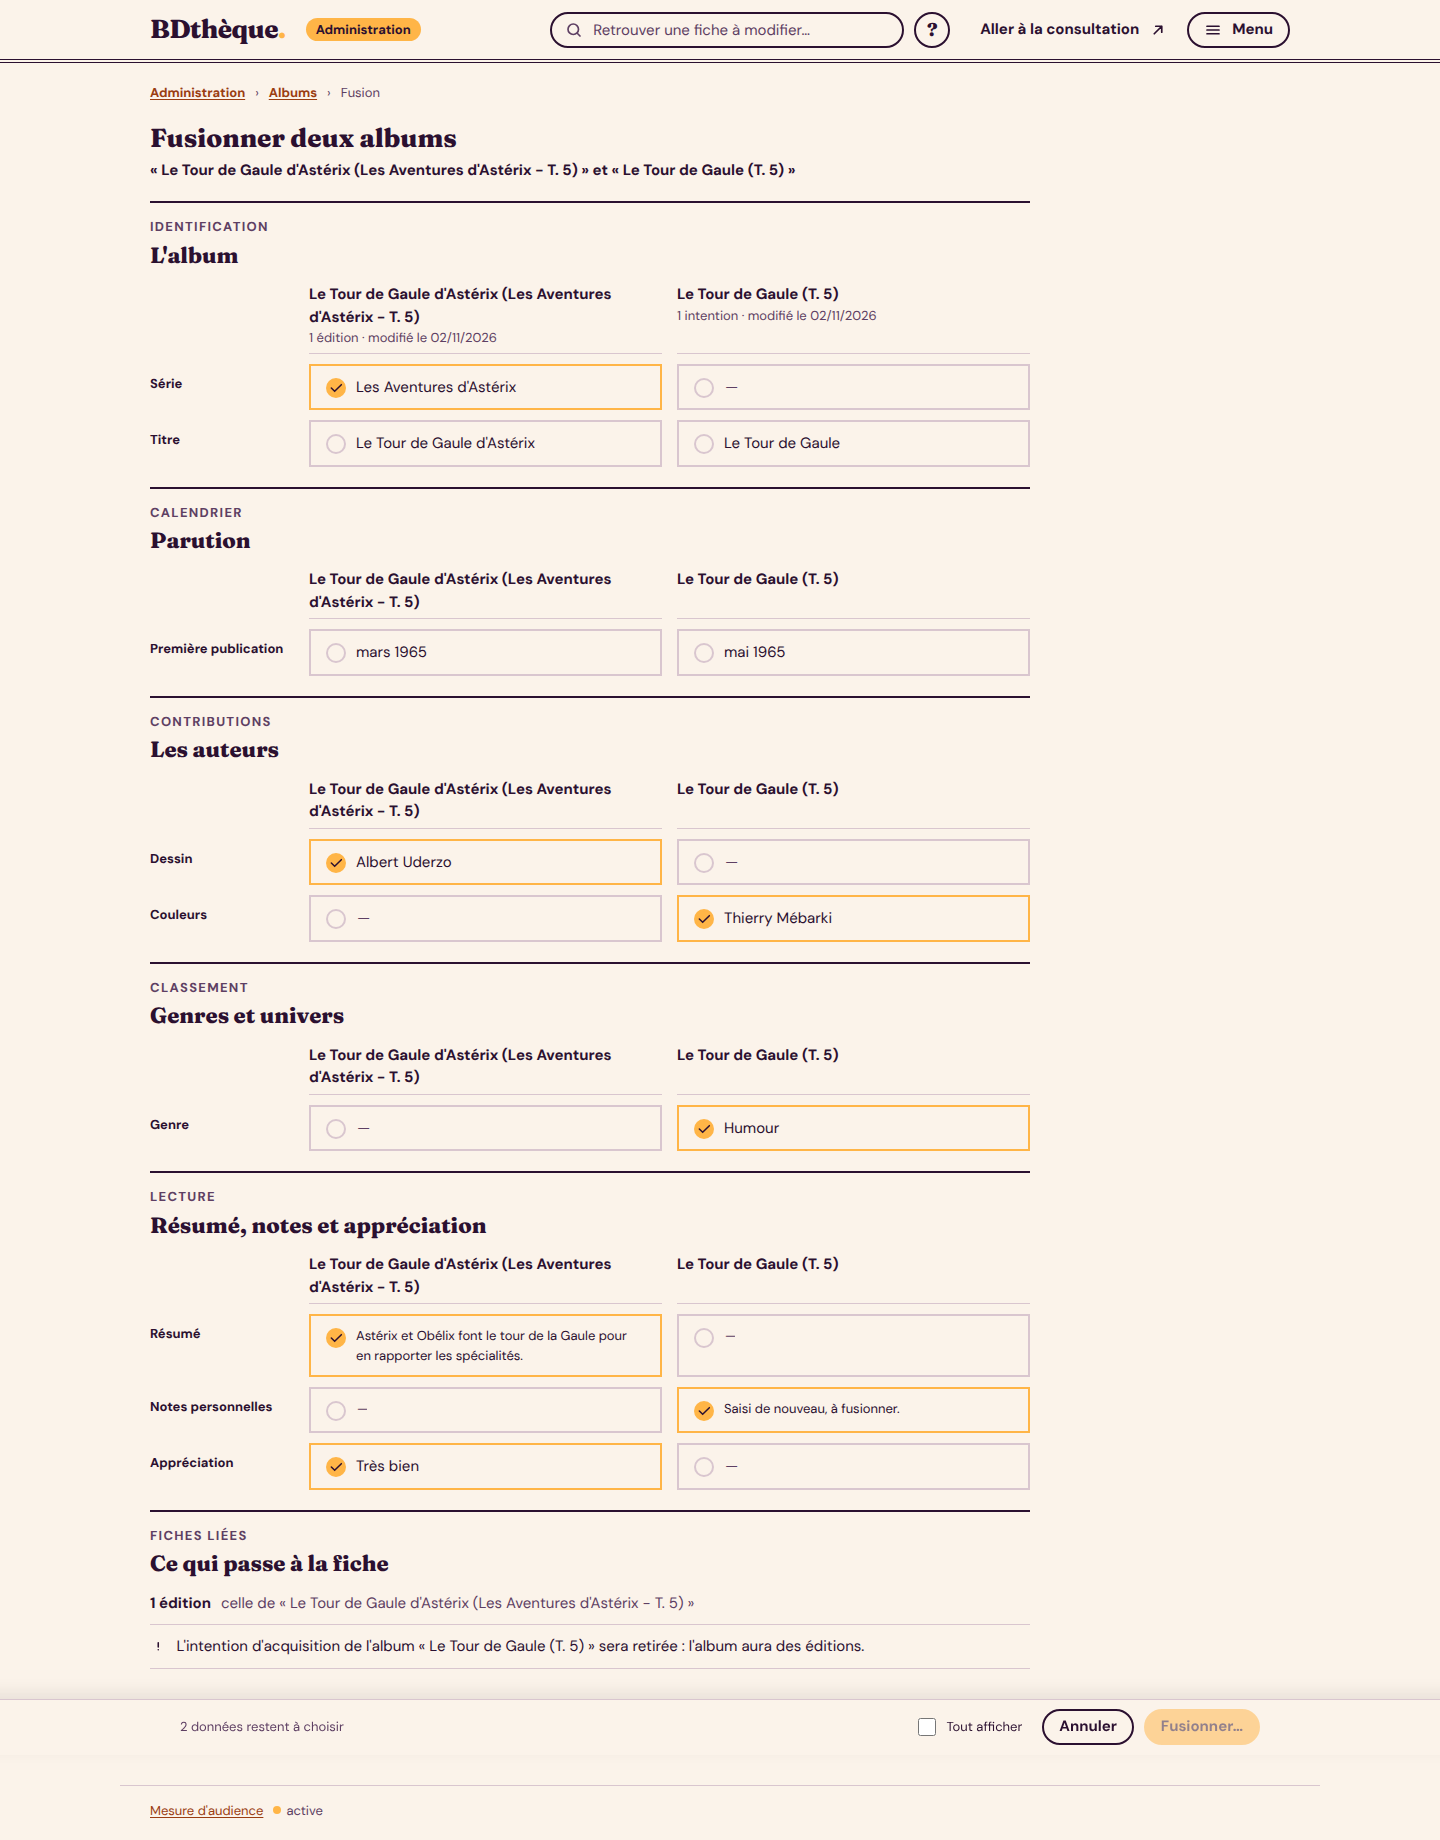 BDthèque. Administration Retrouver une fiche à modifier... ? Aller à la consultation Menu
Administration › Albums › Fusion
Fusionner deux albums
« Le Tour de Gaule d'Astérix (Les Aventures d'Astérix - T. 5) » et « Le Tour de Gaule (T. 5) »
IDENTIFICATION
L'album
Le Tour de Gaule d'Astérix (Les Aventures d'Astérix - T. 5)
1 édition · modifié le 02/11/2026
Le Tour de Gaule (T. 5)
1 intention · modifié le 02/11/2026
Série
Les Aventures d'Astérix
—
Titre
Le Tour de Gaule d'Astérix
Le Tour de Gaule
CALENDRIER
Parution
Le Tour de Gaule d'Astérix (Les Aventures
d'Astérix - T. 5)
Le Tour de Gaule (T. 5)
Première publication
mars 1965
mai 1965
CONTRIBUTIONS
Les auteurs
Le Tour de Gaule d'Astérix (Les Aventures
d'Astérix - T. 5)
Le Tour de Gaule (T. 5)
Dessin
Albert Uderzo
—
Couleurs
—
Thierry Mébarki
CLASSEMENT
Genres et univers
Le Tour de Gaule d'Astérix (Les Aventures
d'Astérix - T. 5)
Le Tour de Gaule (T. 5)
Genre
—
Humour
LECTURE
Résumé, notes et appréciation
Le Tour de Gaule d'Astérix (Les Aventures
d'Astérix - T. 5)
Le Tour de Gaule (T. 5)
Résumé
Astérix et Obélix font le tour de la Gaule pour
en rapporter les spécialités.
—
Notes personnelles
—
Saisi de nouveau, à fusionner.
Appréciation
Très bien
—
FICHES LIÉES
Ce qui passe à la fiche
1 édition celle de « Le Tour de Gaule d'Astérix (Les Aventures d'Astérix - T. 5) »
! L'intention d'acquisition de l'album « Le Tour de Gaule (T. 5) » sera retirée : l'album aura des éditions.
2 données restent à choisir Tout afficher Annuler Fusionner...
Mesure d'audience active